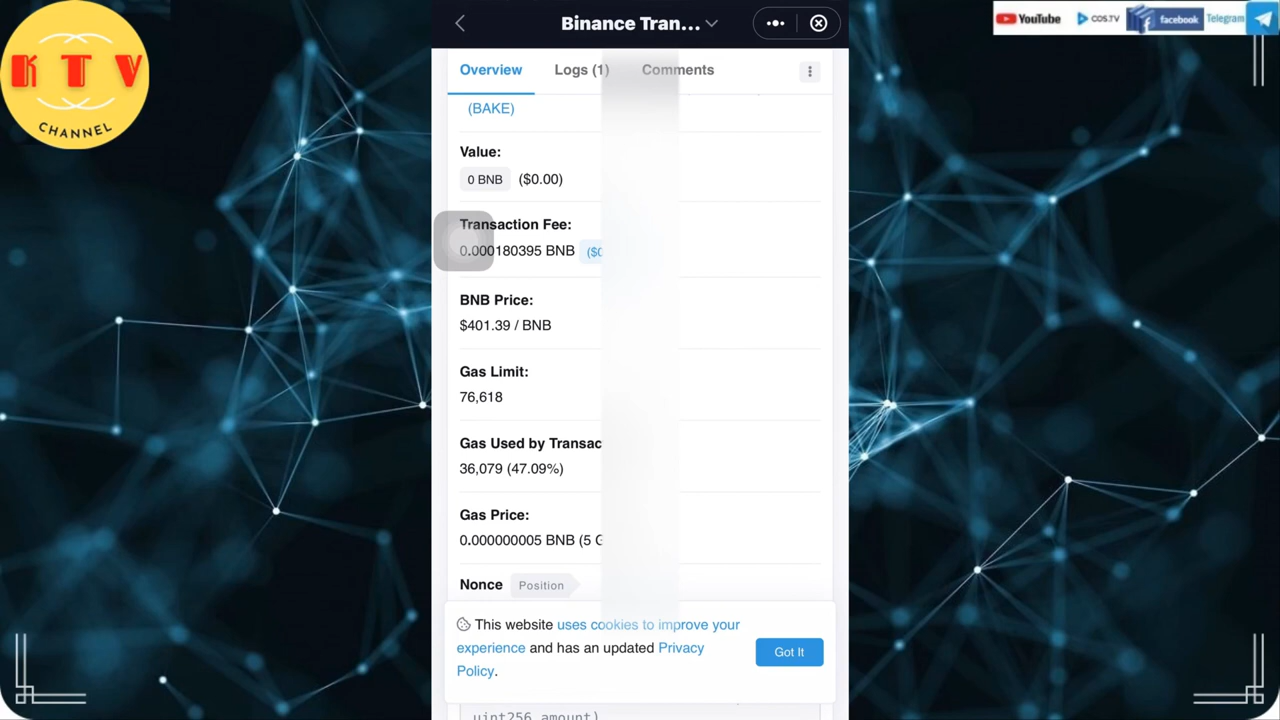 K T V
CHANNEL
YouTube
COS.TV
facebook
Telegram
Binance Tran...
Overview
Logs (1)
Comments
(BAKE)
Value:
0 BNB ($0.00)
Transaction Fee:
0.000180395 BNB ($0
BNB Price:
$401.39 / BNB
Gas Limit:
76,618
Gas Used by Transac
36,079 (47.09%)
Gas Price:
0.000000005 BNB (5 G
Nonce Position
This website uses cookies to improve your
experience and has an updated Privacy
Policy.
Got It
uint256 amount)